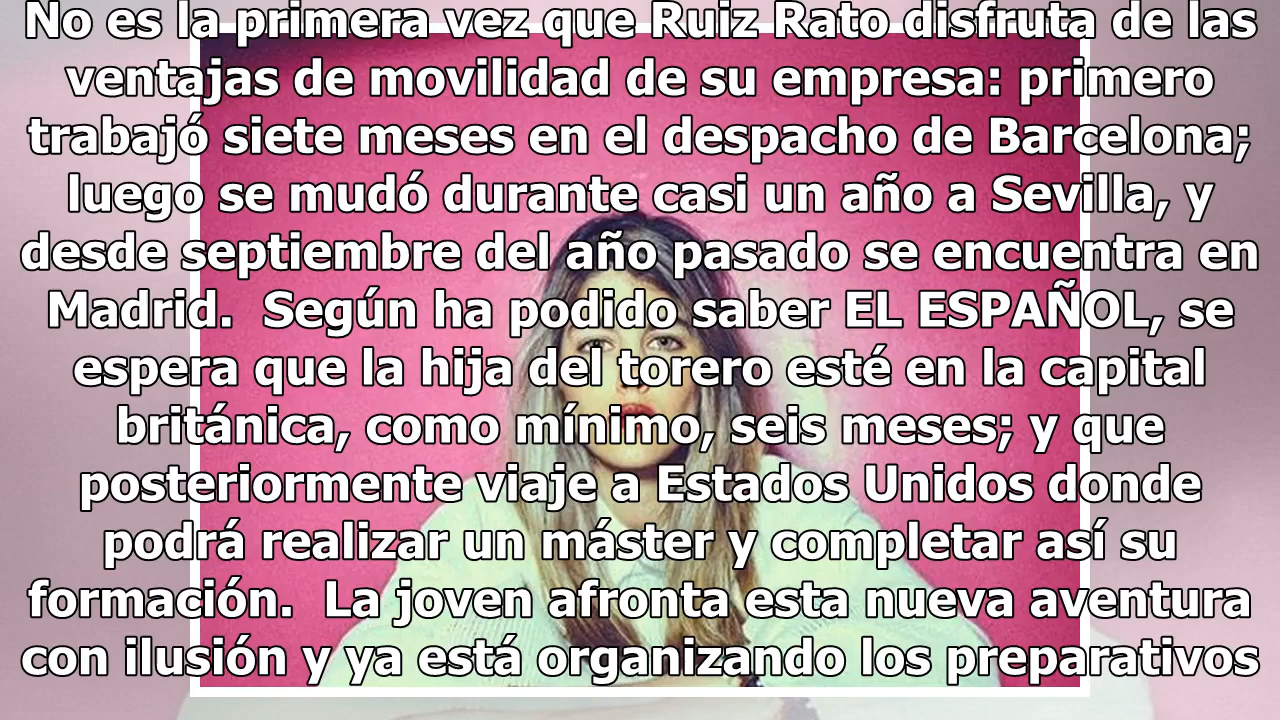 No es la primera vez que Ruiz Rato disfruta de las
ventajas de movilidad de su empresa: primero
trabajó siete meses en el despacho de Barcelona;
luego se mudó durante casi un año a Sevilla, y
desde septiembre del año pasado se encuentra en
Madrid.  Según ha podido saber EL ESPAÑOL, se
espera que la hija del torero esté en la capital
británica, como mínimo, seis meses; y que
posteriormente viaje a Estados Unidos donde
podrá realizar un máster y completar así su
formación.  La joven afronta esta nueva aventura
con ilusión y ya está organizando los preparativos